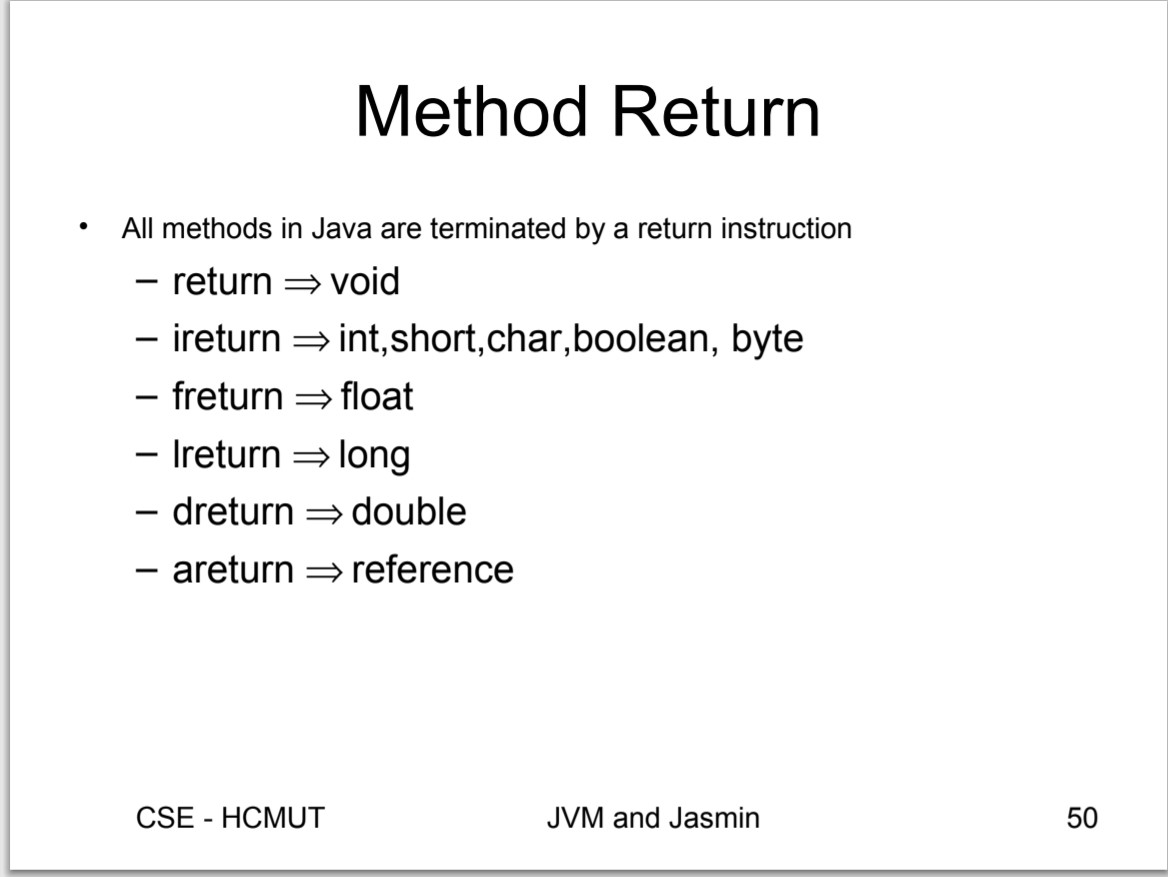 Method Return
• All methods in Java are terminated by a return instruction
– return ⇒ void
– ireturn ⇒ int,short,char,boolean, byte
– freturn ⇒ float
– lreturn ⇒ long
– dreturn ⇒ double
– areturn ⇒ reference
CSE - HCMUT JVM and Jasmin 50